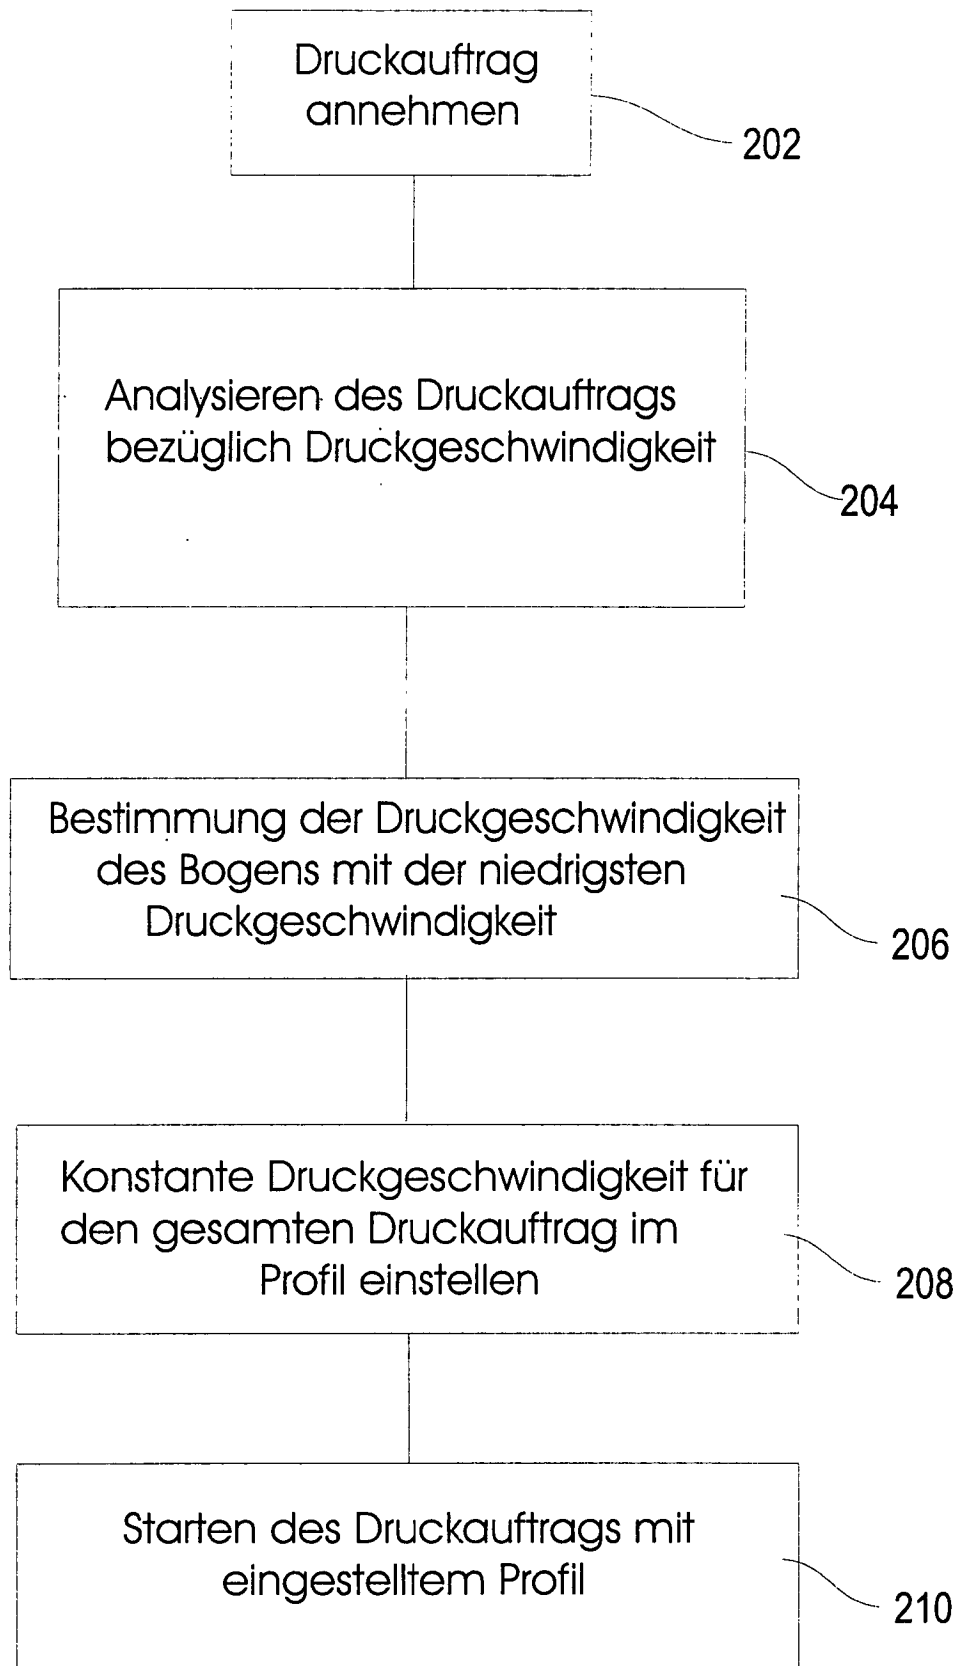 Druckauftrag
annehmen
202
Analysieren des Druckauftrags
bezüglich Druckgeschwindigkeit
204
Bestimmung der Druckgeschwindigkeit
des Bogens mit der niedrigsten
Druckgeschwindigkeit
206
Konstante Druckgeschwindigkeit für
den gesamten Druckauftrag im
Profil einstellen
208
Starten des Druckauftrags mit
eingestelltem Profil
210